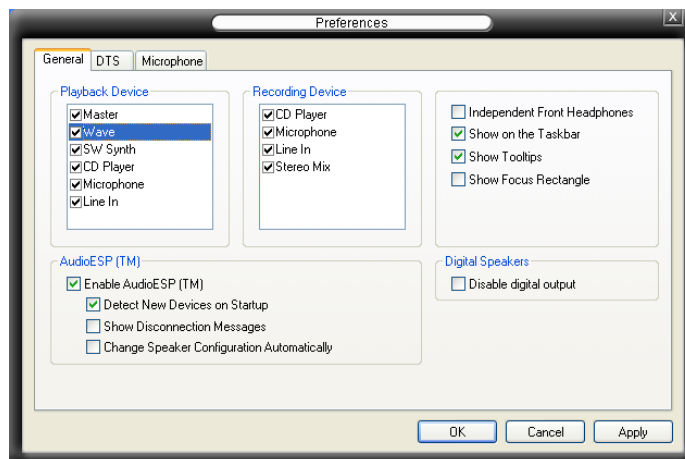 Preferences
X
General DTS Microphone
Playback Device
Master
Wave
SW Synth
CD Player
Microphone
Line In
Recording Device
CD Player
Microphone
Line In
Stereo Mix
Independent Front Headphones
Show on the Taskbar
Show Tooltips
Show Focus Rectangle
AudioESP (TM)
Enable AudioESP (TM)
Detect New Devices on Startup
Show Disconnection Messages
Change Speaker Configuration Automatically
Digital Speakers
Disable digital output
OK Cancel Apply